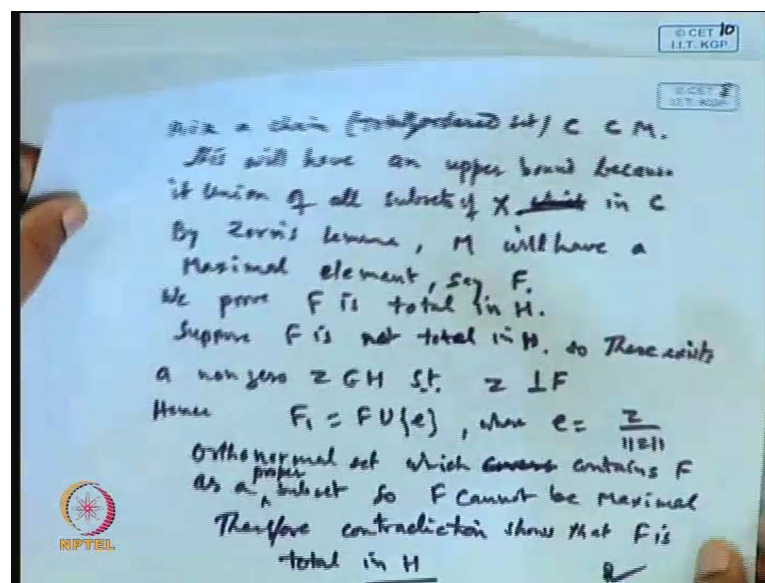 © CET 10
I.I.T. KGP
© CET
I.I.T. KGP
a chain (totally ordered set) C ⊂ M.
This will have an upper bound because
it Union of all subsets of X in C
By Zorn's lemma, M will have a
Maximal element, say F.
We prove F is total in H.
Suppose F is not total in H. so There exists
a non zero z ∈ H s.t. z ⊥ F
Hence F₁ = F ∪ {e}, where e = z / ||z||
Orthonormal set which contains F
as a proper subset so F cannot be Maximal
Therefore contradiction shows that F is
total in H
NPTEL